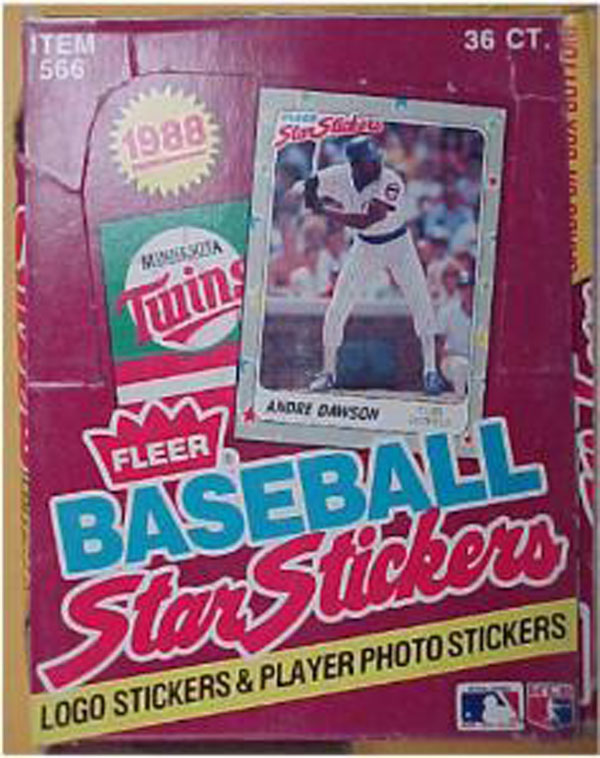 ITEM
566
36 CT.
1988
FLEER
Star Stickers
MINNESOTA
Twins
ANDRE DAWSON
FLEER
BASEBALL
Star Stickers
LOGO STICKERS & PLAYER PHOTO STICKERS